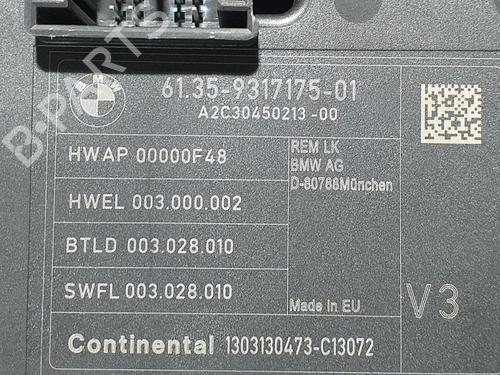 BMW
61.35-9317175-01
A2C30450213-00
HWAP 00000F48
REM LK
BMW AG
D-80788München
HWEL 003.000.002
BTLD 003.028.010
SWFL 003.028.010
Made in EU
V3
Continental 1303130473-C13072
B-PARTS